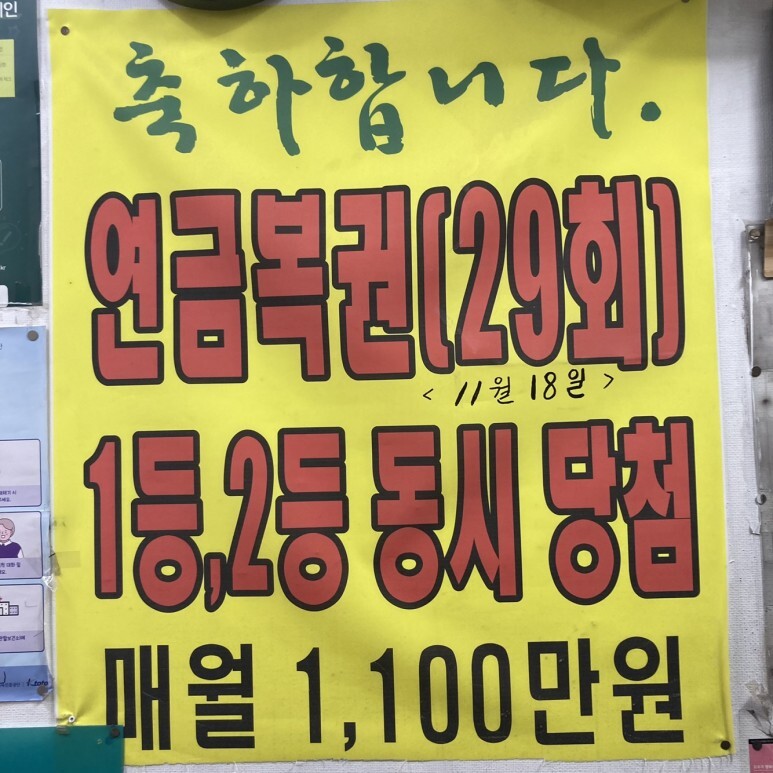 축하합니다.
연금복권(29회)
< 11월 18일 >
1등,2등 동시 당첨
매월 1,100만원